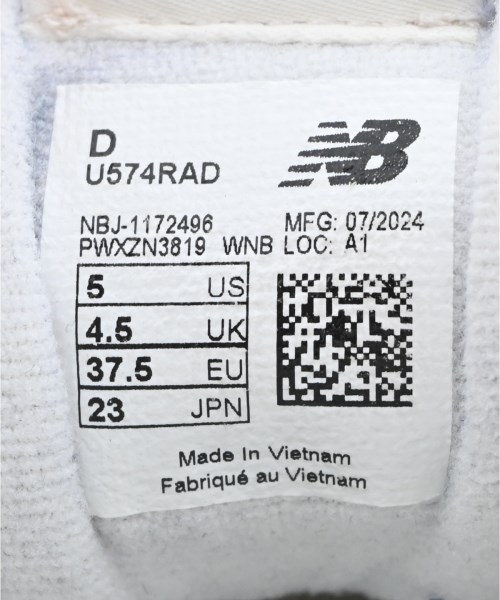 D
U574RAD
NB
NBJ-1172496 MFG: 07/2024
PWXZN3819 WNB LOC: A1
5 US
4.5 UK
37.5 EU
23 JPN
Made In Vietnam
Fabriqué au Vietnam